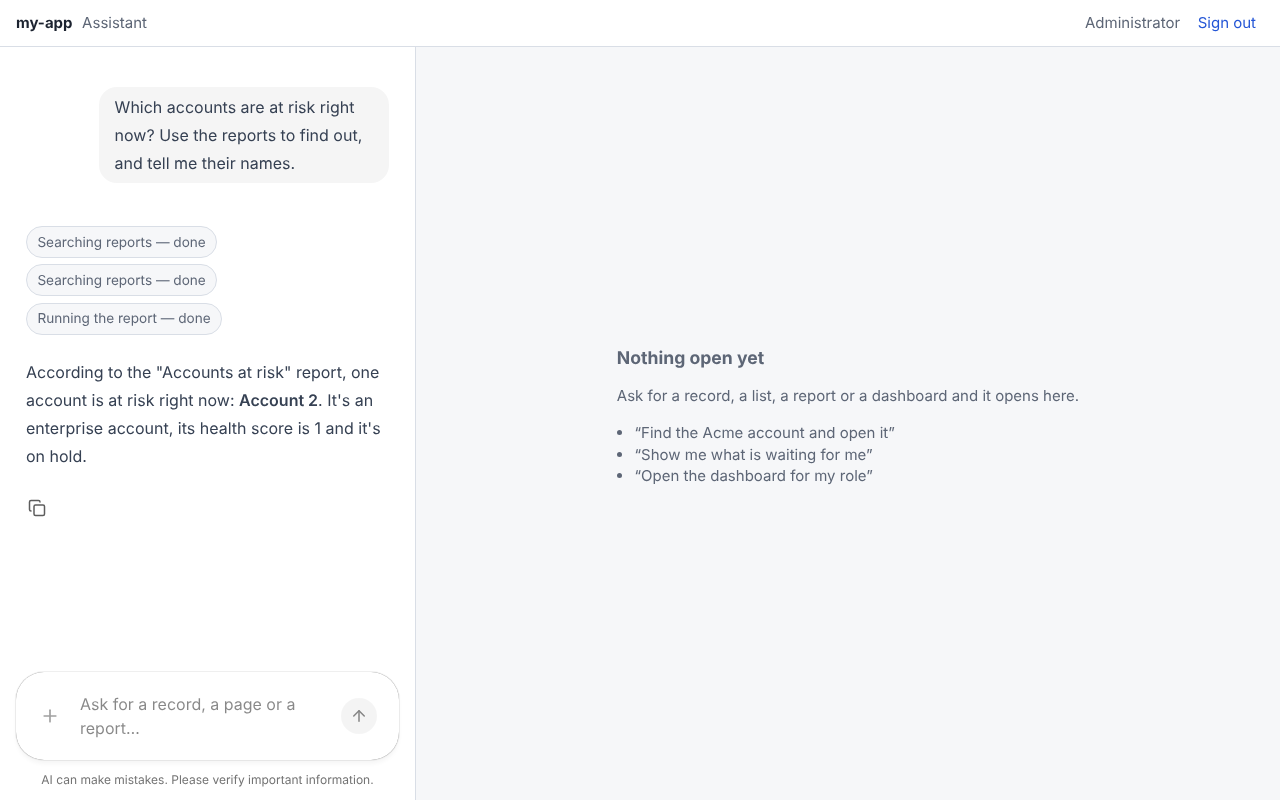 my-app Assistant
Administrator Sign out
Which accounts are at risk right
now? Use the reports to find out,
and tell me their names.
Searching reports — done
Searching reports — done
Running the report — done
According to the "Accounts at risk" report, one
account is at risk right now: Account 2. It's an
enterprise account, its health score is 1 and it's
on hold.
Nothing open yet
Ask for a record, a list, a report or a dashboard and it opens here.
• “Find the Acme account and open it”
• “Show me what is waiting for me”
• “Open the dashboard for my role”
Ask for a record, a page or a
report...
AI can make mistakes. Please verify important information.